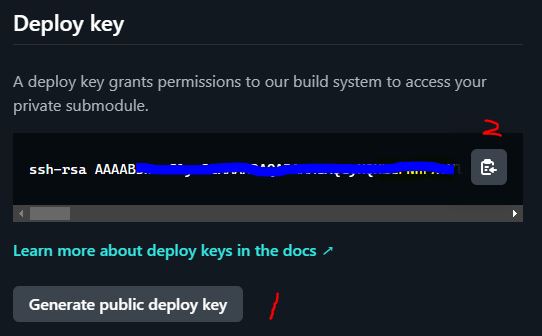 Deploy key
A deploy key grants permissions to our build system to access your
private submodule.
2
ssh-rsa AAAAB
Learn more about deploy keys in the docs ↗
Generate public deploy key
1